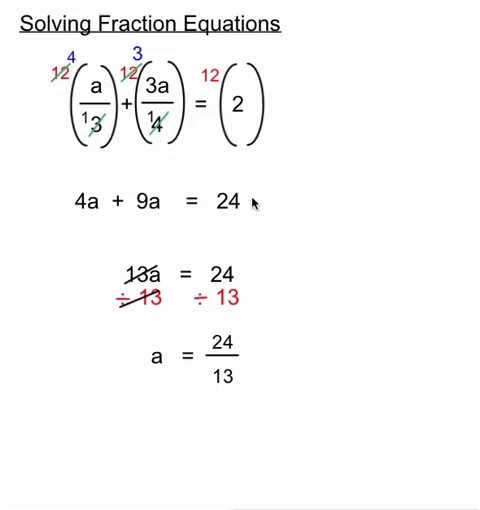 Solving Fraction Equations
4 3
12 (a/13) + 12 (3a/14) = 12 (2)
4a + 9a = 24
13a = 24
÷ 13 ÷ 13
a = 24/13